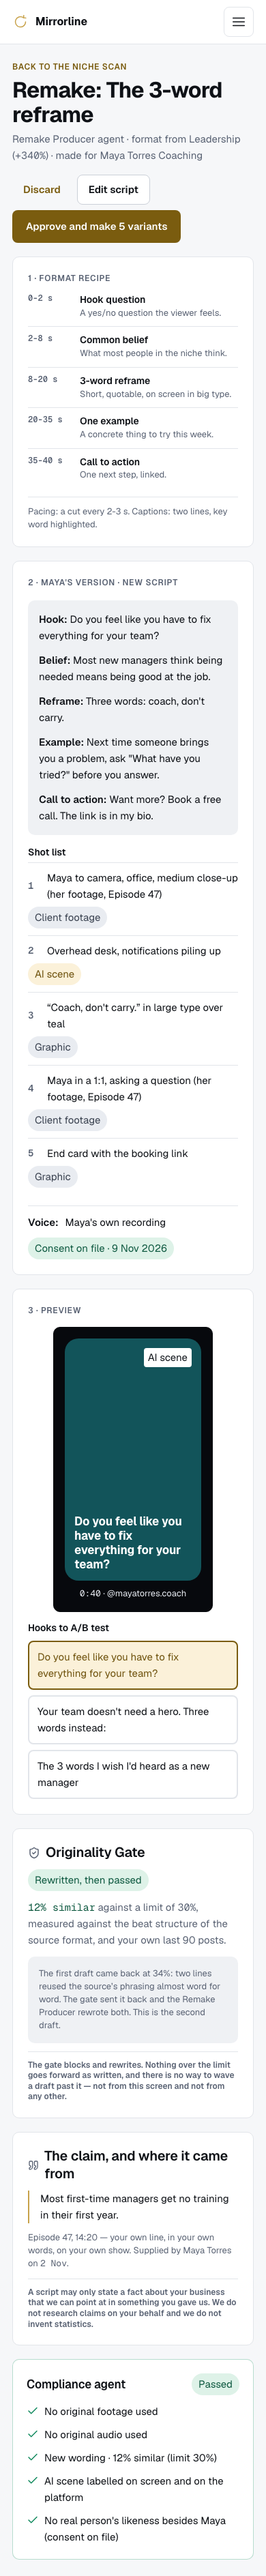 Mirrorline
BACK TO THE NICHE SCAN
Remake: The 3-word
reframe
Remake Producer agent · format from Leadership
(+340%) · made for Maya Torres Coaching
Discard
Edit script
Approve and make 5 variants
1 · FORMAT RECIPE
0-2 s
Hook question
A yes/no question the viewer feels.
2-8 s
Common belief
What most people in the niche think.
8-20 s
3-word reframe
Short, quotable, on screen in big type.
20-35 s
One example
A concrete thing to try this week.
35-40 s
Call to action
One next step, linked.
Pacing: a cut every 2-3 s. Captions: two lines, key
word highlighted.
2 · MAYA'S VERSION · NEW SCRIPT
Hook: Do you feel like you have to fix
everything for your team?
Belief: Most new managers think being
needed means being good at the job.
Reframe: Three words: coach, don't
carry.
Example: Next time someone brings
you a problem, ask "What have you
tried?" before you answer.
Call to action: Want more? Book a free
call. The link is in my bio.
Shot list
1
Maya to camera, office, medium close-up
(her footage, Episode 47)
Client footage
2
Overhead desk, notifications piling up
AI scene
3
“Coach, don't carry.” in large type over
teal
Graphic
4
Maya in a 1:1, asking a question (her
footage, Episode 47)
Client footage
5
End card with the booking link
Graphic
Voice: Maya's own recording
Consent on file · 9 Nov 2026
3 · PREVIEW
AI scene
Do you feel like you
have to fix
everything for your
team?
0:40 · @mayatorres.coach
Hooks to A/B test
Do you feel like you have to fix
everything for your team?
Your team doesn't need a hero. Three
words instead:
The 3 words I wish I'd heard as a new
manager
Originality Gate
Rewritten, then passed
12% similar against a limit of 30%,
measured against the beat structure of the
source format, and your own last 90 posts.
The first draft came back at 34%: two lines
reused the source's phrasing almost word for
word. The gate sent it back and the Remake
Producer rewrote both. This is the second
draft.
The gate blocks and rewrites. Nothing over the limit
goes forward as written, and there is no way to wave
a draft past it — not from this screen and not from
any other.
The claim, and where it came
from
Most first-time managers get no training
in their first year.
Episode 47, 14:20 — your own line, in your own
words, on your own show. Supplied by Maya Torres
on 2 Nov.
A script may only state a fact about your business
that we can point at in something you gave us. We do
not research claims on your behalf and we do not
invent statistics.
Compliance agent
Passed
No original footage used
No original audio used
New wording · 12% similar (limit 30%)
AI scene labelled on screen and on the
platform
No real person's likeness besides Maya
(consent on file)